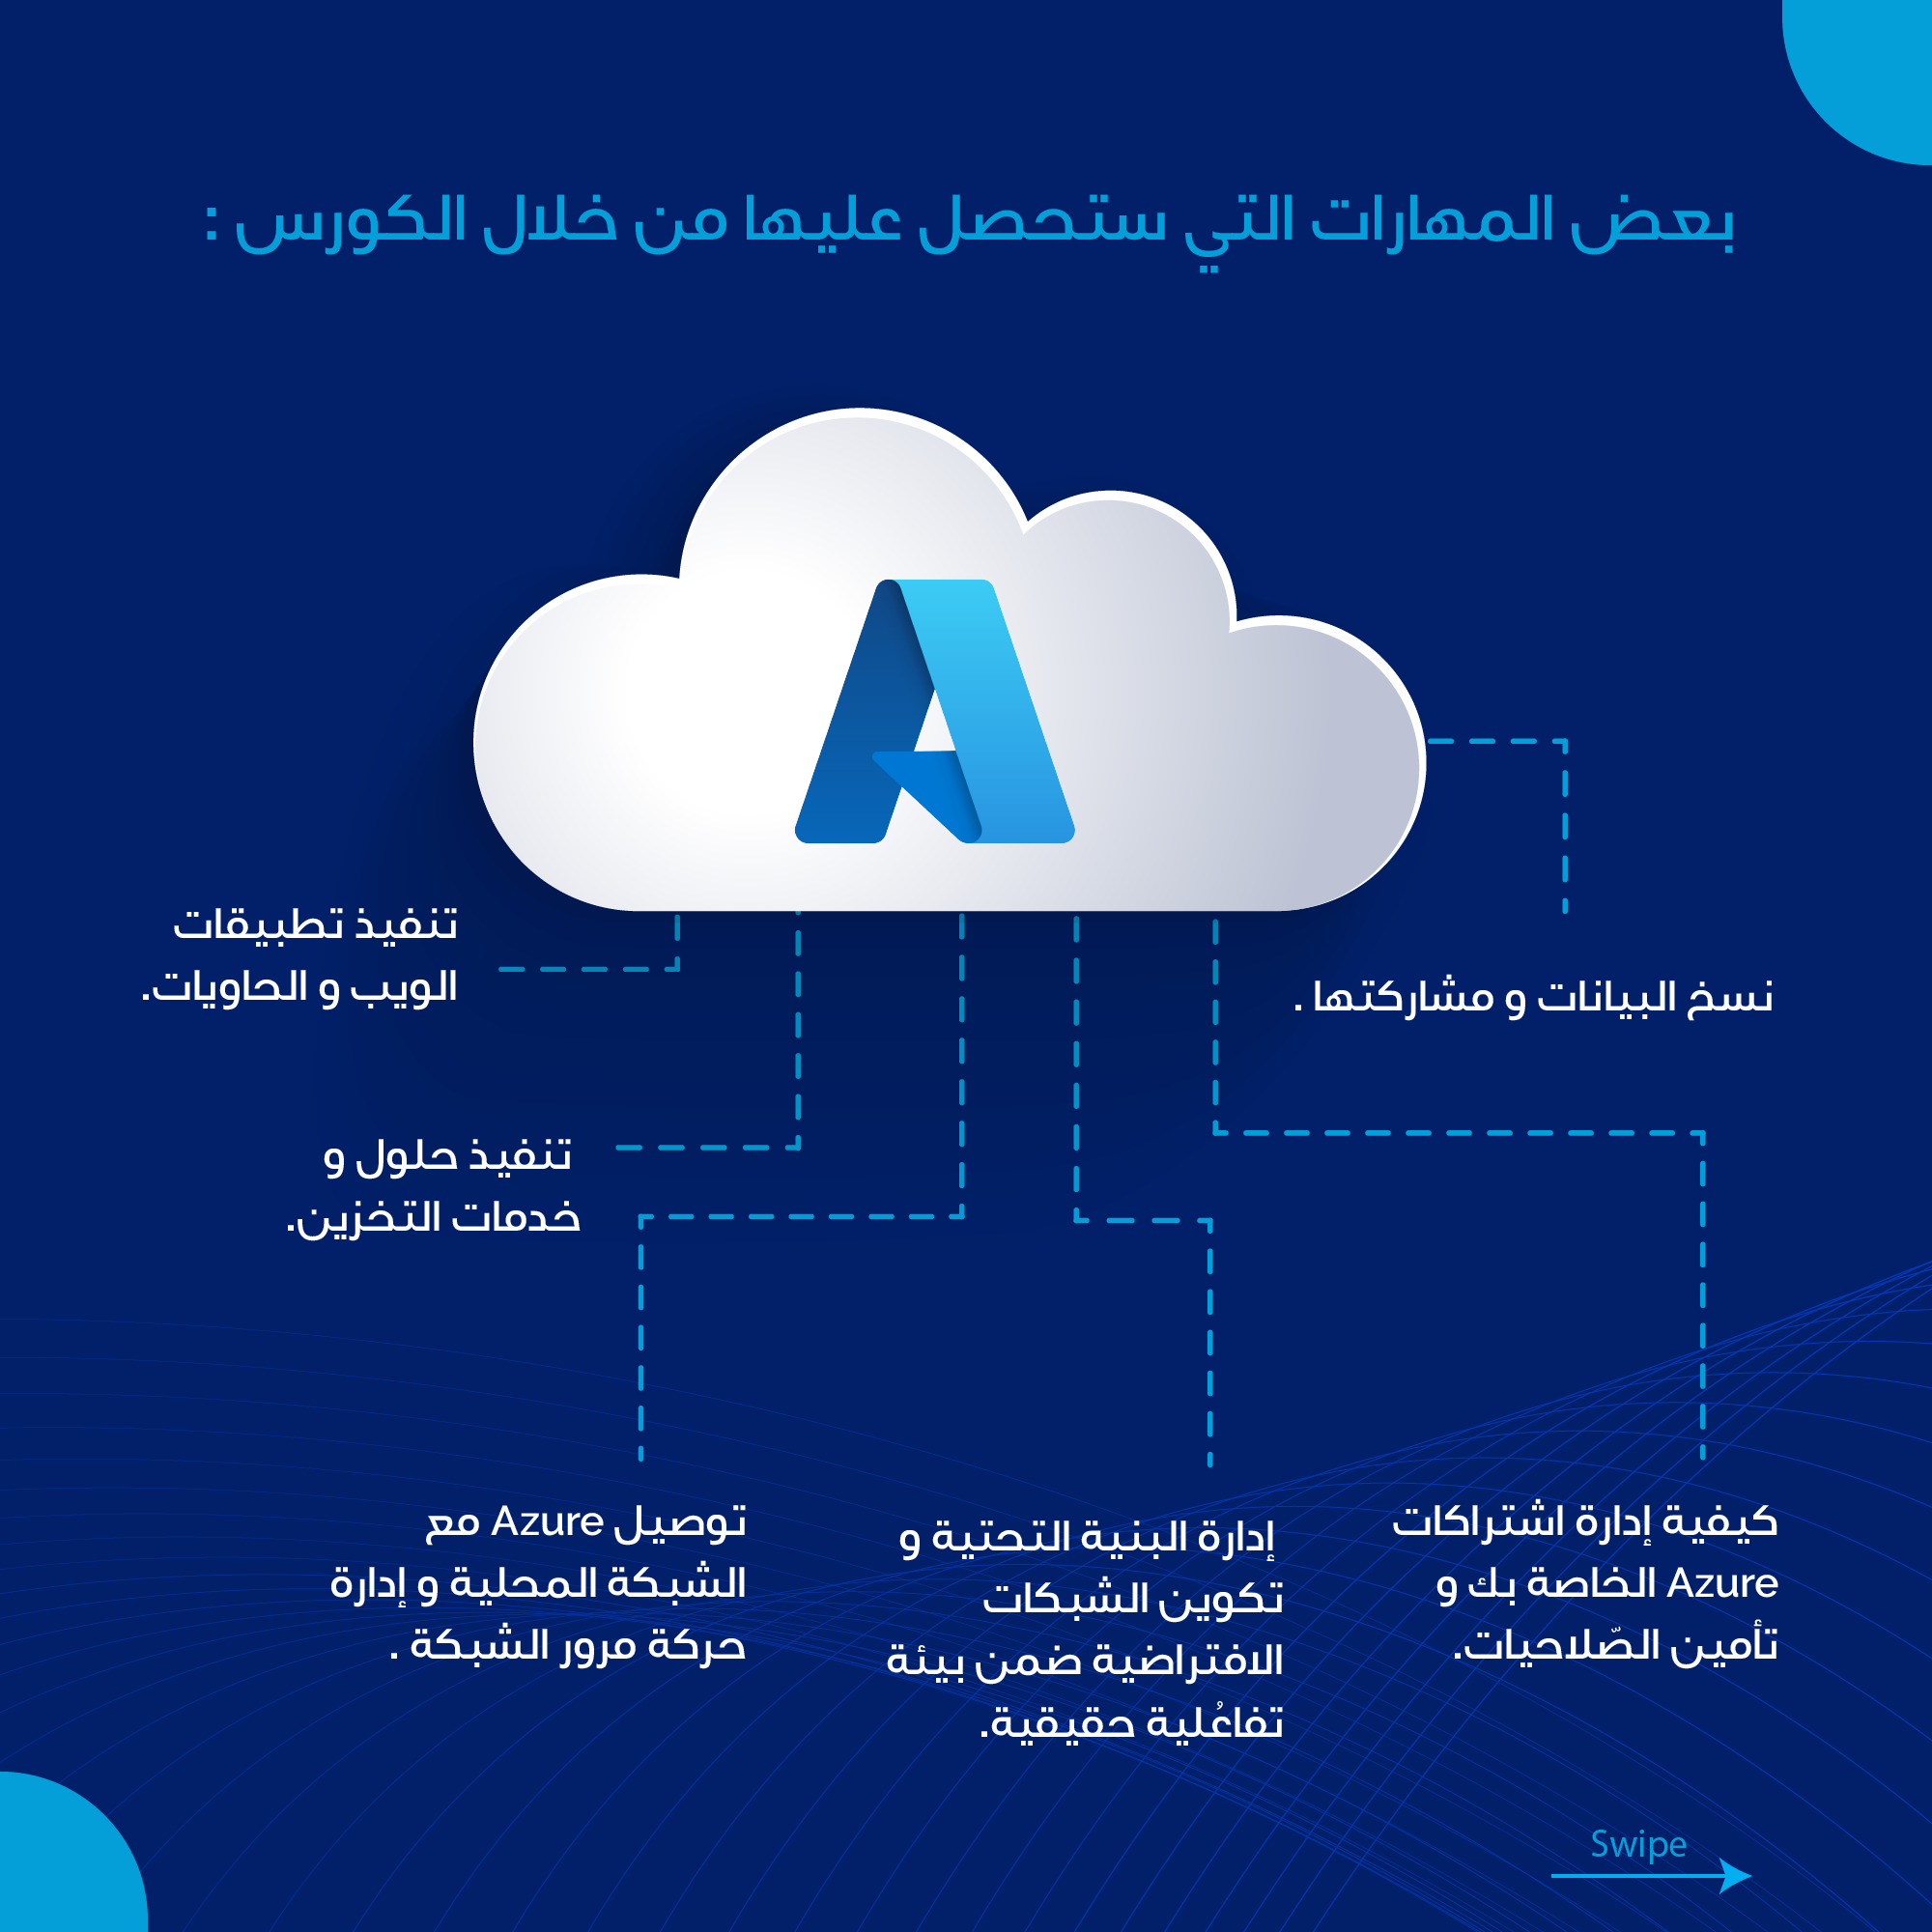 بعض المهارات التي ستحصل عليها من خلال الكورس :
نسخ البيانات و مشاركتها .
تنفيذ تطبيقات
الويب و الحاويات.
تنفيذ حلول و
خدمات التخزين.
كيفية إدارة اشتراكات
Azure الخاصة بك و
تأمين الصّلاحيات.
إدارة البنية التحتية و
تكوين الشبكات
الافتراضية ضمن بيئة
تفاعُلية حقيقية.
توصيل Azure مع
الشبكة المحلية و إدارة
حركة مرور الشبكة .
Swipe